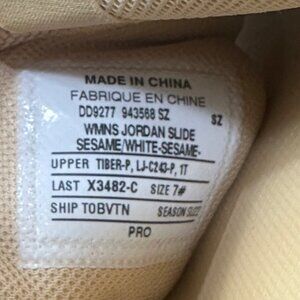 MADE IN CHINA
FABRIQUE EN CHINE
DD9277 943568 SZ
SZ
WMNS JORDAN SLIDE
SESAME/WHITE-SESAME-
UPPER TIBER-P, LJ-C243-P, 1T
LAST X3482-C SIZE 7#
SHIP TOBVTN SEASON
PRO